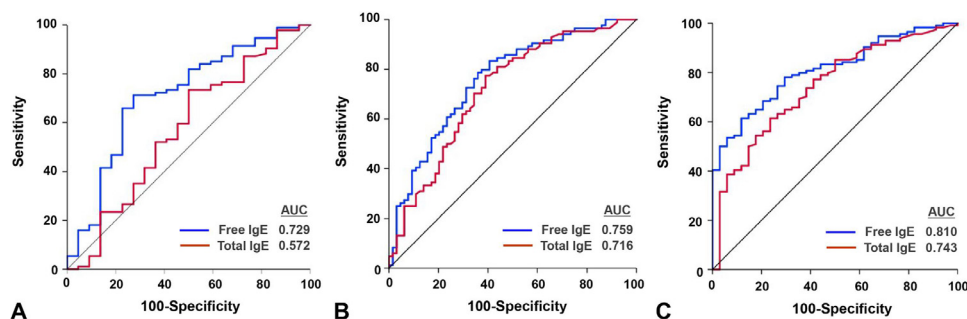 100
80
60
40
20
0
Sensitivity
AUC
Free IgE 0.729
Total IgE 0.572
0 20 40 60 80 100
100-Specificity
A
100
80
60
40
20
0
Sensitivity
AUC
Free IgE 0.759
Total IgE 0.716
0 20 40 60 80 100
100-Specificity
B
100
80
60
40
20
0
Sensitivity
AUC
Free IgE 0.810
Total IgE 0.743
0 20 40 60 80 100
100-Specificity
C